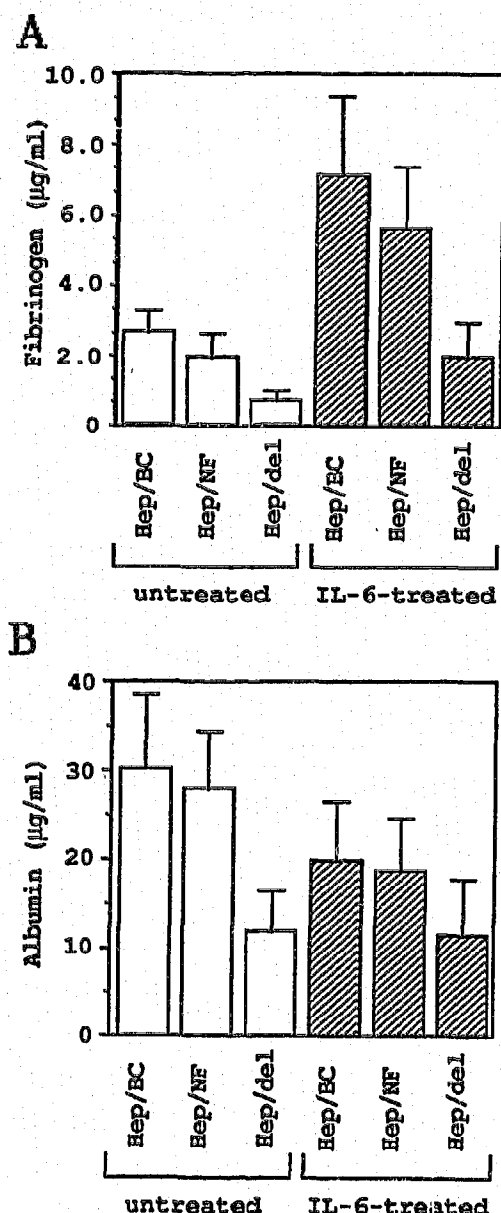 A
Fibrinogen (µg/ml)
10.0
8.0
6.0
4.0
2.0
0
Hep/BC
Hep/NF
Hep/del
Hep/BC
Hep/NF
Hep/del
untreated
IL-6-treated
B
Albumin (µg/ml)
40
30
20
10
0
Hep/BC
Hep/NF
Hep/del
Hep/BC
Hep/NF
Hep/del
untreated
IL-6-treated